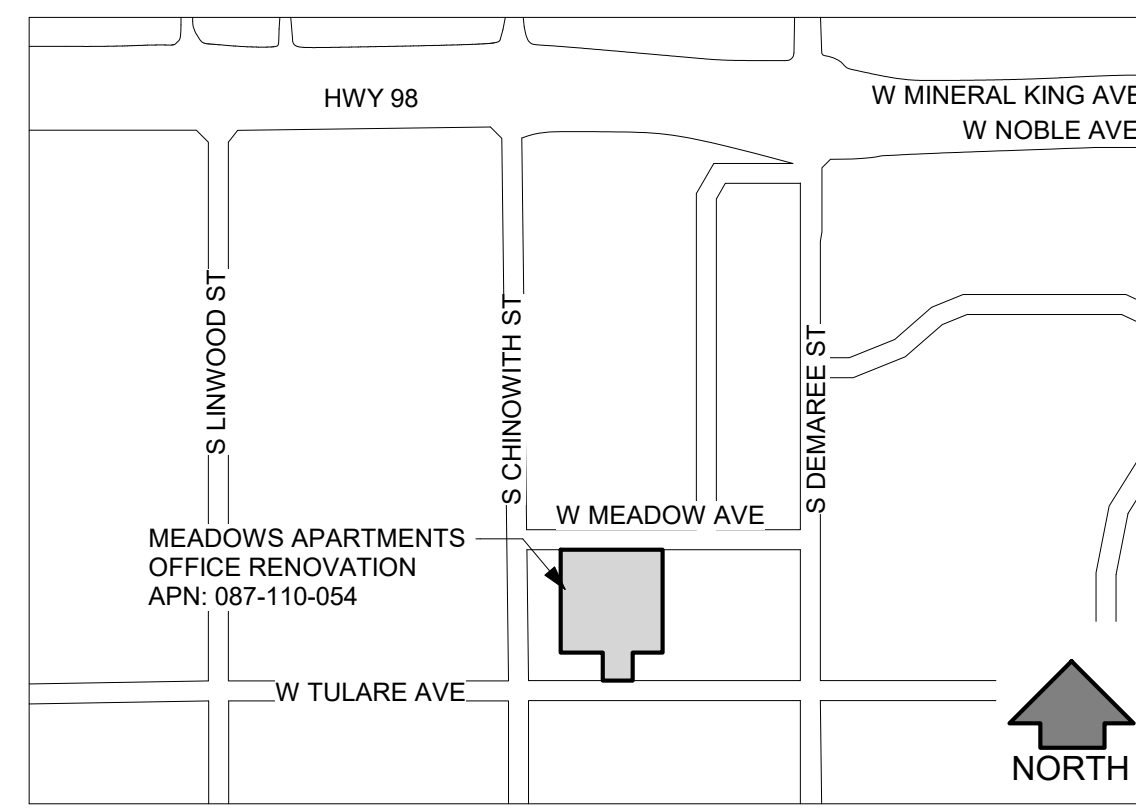 HWY 98
W MINERAL KING AVE
W NOBLE AVE
S LINWOOD ST
S CHINOWITH ST
S DEMAREE ST
W MEADOW AVE
MEADOWS APARTMENTS
OFFICE RENOVATION
APN: 087-110-054
W TULARE AVE
NORTH